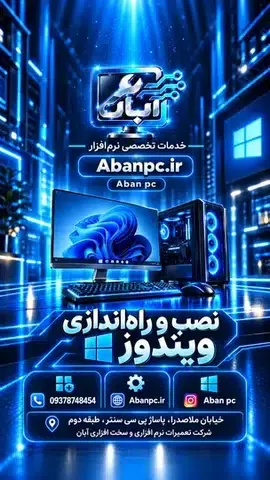 آبان
خدمات تخصصی نرم‌افزار
Abanpc.ir
Aban pc
نصب و راه‌اندازی
ویندوز
09378748454
Abanpc.ir
Aban pc
خیابان ملاصدرا، پاساژ پی سی سنتر ، طبقه دوم
شرکت تعمیرات نرم افزاری و سخت افزاری آبان